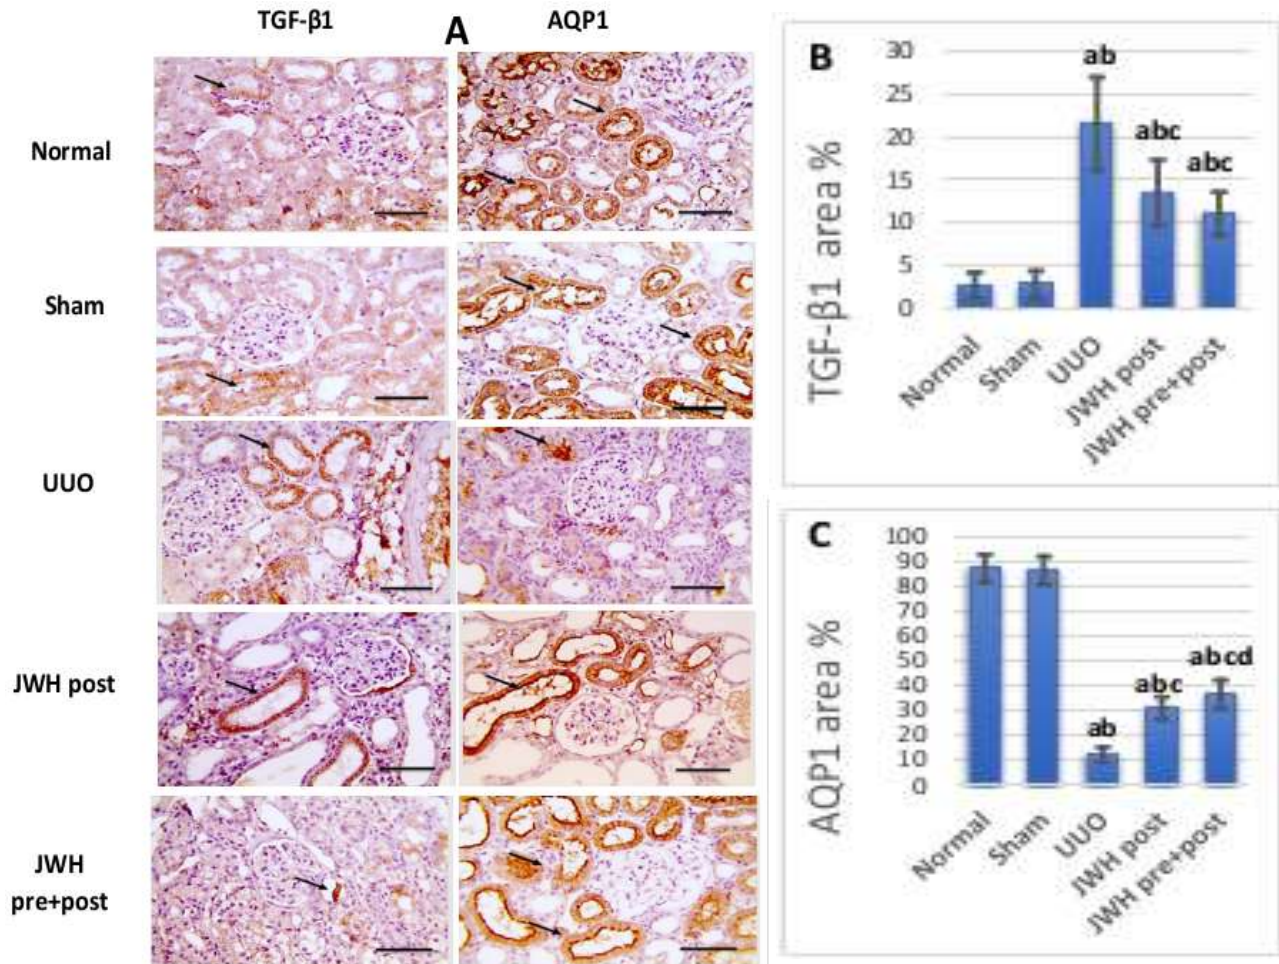 TGF-β1
A
AQP1
Normal
Sham
UUO
JWH post
JWH
pre+post
B
TGF-β1 area %
30
25
20
15
10
5
0
ab
abc
abc
Normal
Sham
UUO
JWH post
JWH pre+post
C
AQP1 area %
100
90
80
70
60
50
40
30
20
10
0
ab
abc
abcd
Normal
Sham
UUO
JWH post
JWH pre+post